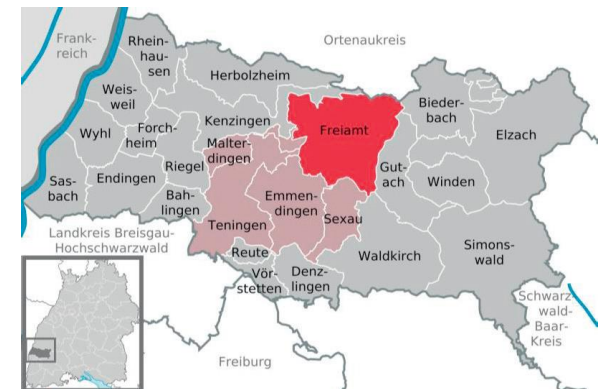 Frank-
reich
Ortenaukreis
Rhein-
hau-
sen
Herbolzheim
Weis-
weil
Bieder-
bach
Kenzingen
Freiamt
Wyhl
Forch-
heim
Elzach
Malter-
dingen
Riegel
Gut-
ach
Winden
Sas-
bach
Endingen
Bah-
lingen
Emmen-
dingen
Sexau
Teningen
Landkreis Breisgau-
Hochschwarzwald
Reute
Waldkirch
Simons-
wald
Vör-
stetten
Denz-
lingen
Schwarz-
wald-
Baar-
Kreis
Freiburg